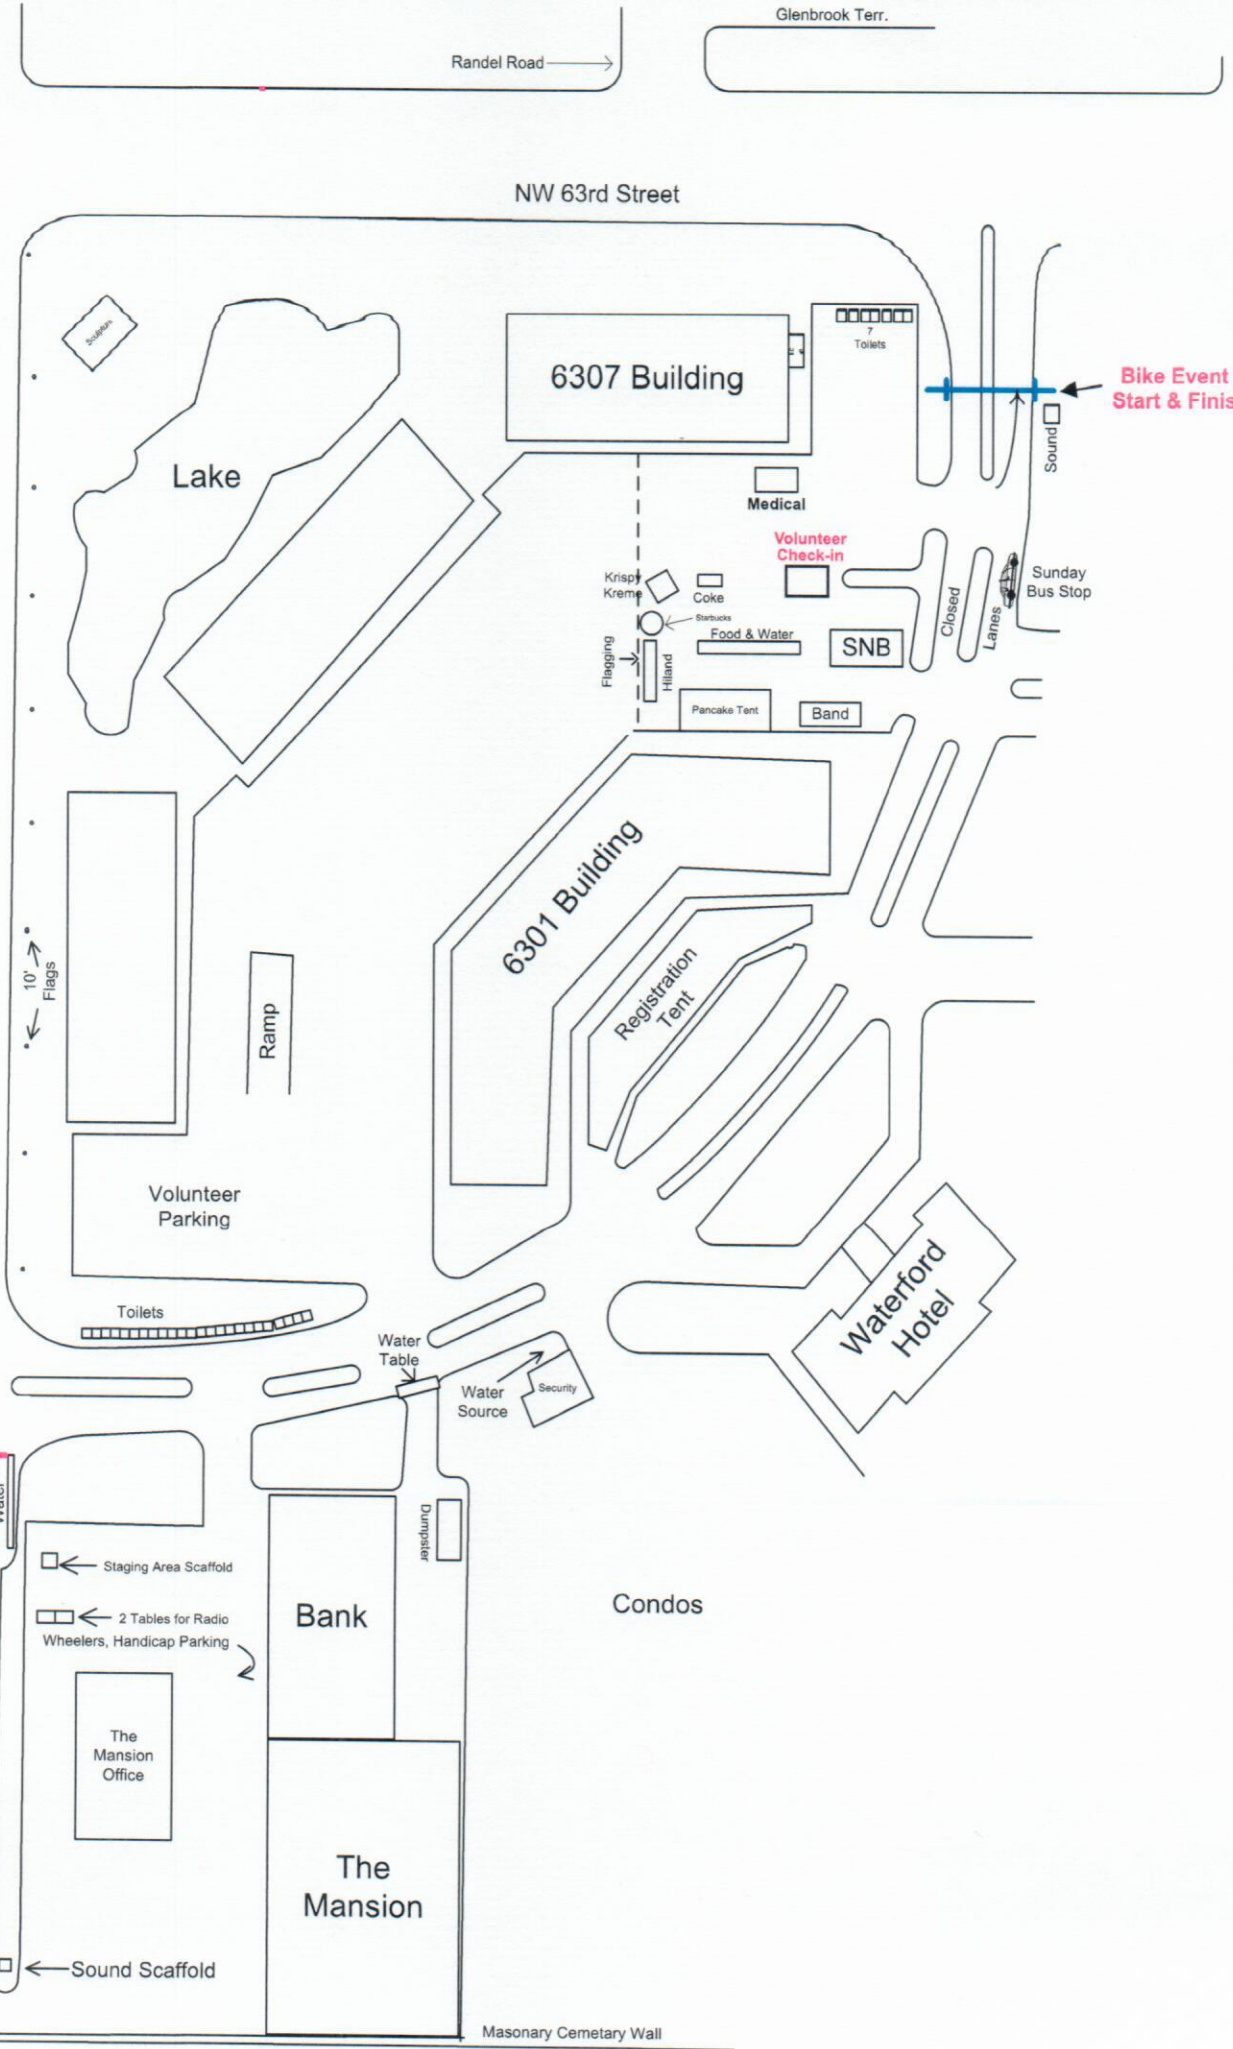 Glenbrook Terr.
Randel Road
NW 63rd Street
Sculpture
6307 Building
7
Toilets
Bike Event
Start & Finis
Sound
Lake
Medical
Volunteer
Check-in
Krispy
Kreme
Coke
Starbucks
Food & Water
SNB
Closed
Lanes
Sunday
Bus Stop
Flagging
Hiland
Pancake Tent
Band
6301 Building
Registration
Tent
10'
Flags
Ramp
Volunteer
Parking
Waterford
Hotel
Toilets
Water
Table
Water
Source
Security
Water
Dumpster
Staging Area Scaffold
2 Tables for Radio
Wheelers, Handicap Parking
Bank
Condos
The
Mansion
Office
The
Mansion
Sound Scaffold
Masonary Cemetary Wall